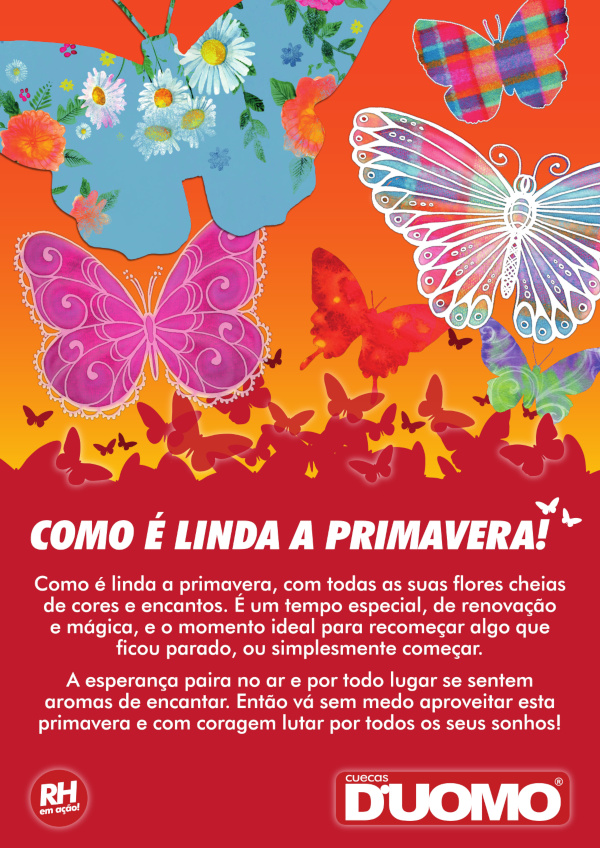 COMO É LINDA A PRIMAVERA!
Como é linda a primavera, com todas as suas flores cheias
de cores e encantos. É um tempo especial, de renovação
e mágica, e o momento ideal para recomeçar algo que
ficou parado, ou simplesmente começar.
A esperança paira no ar e por todo lugar se sentem
aromas de encantar. Então vá sem medo aproveitar esta
primavera e com coragem lutar por todos os seus sonhos!
RH
em ação!
cuecas
D'UOMO®